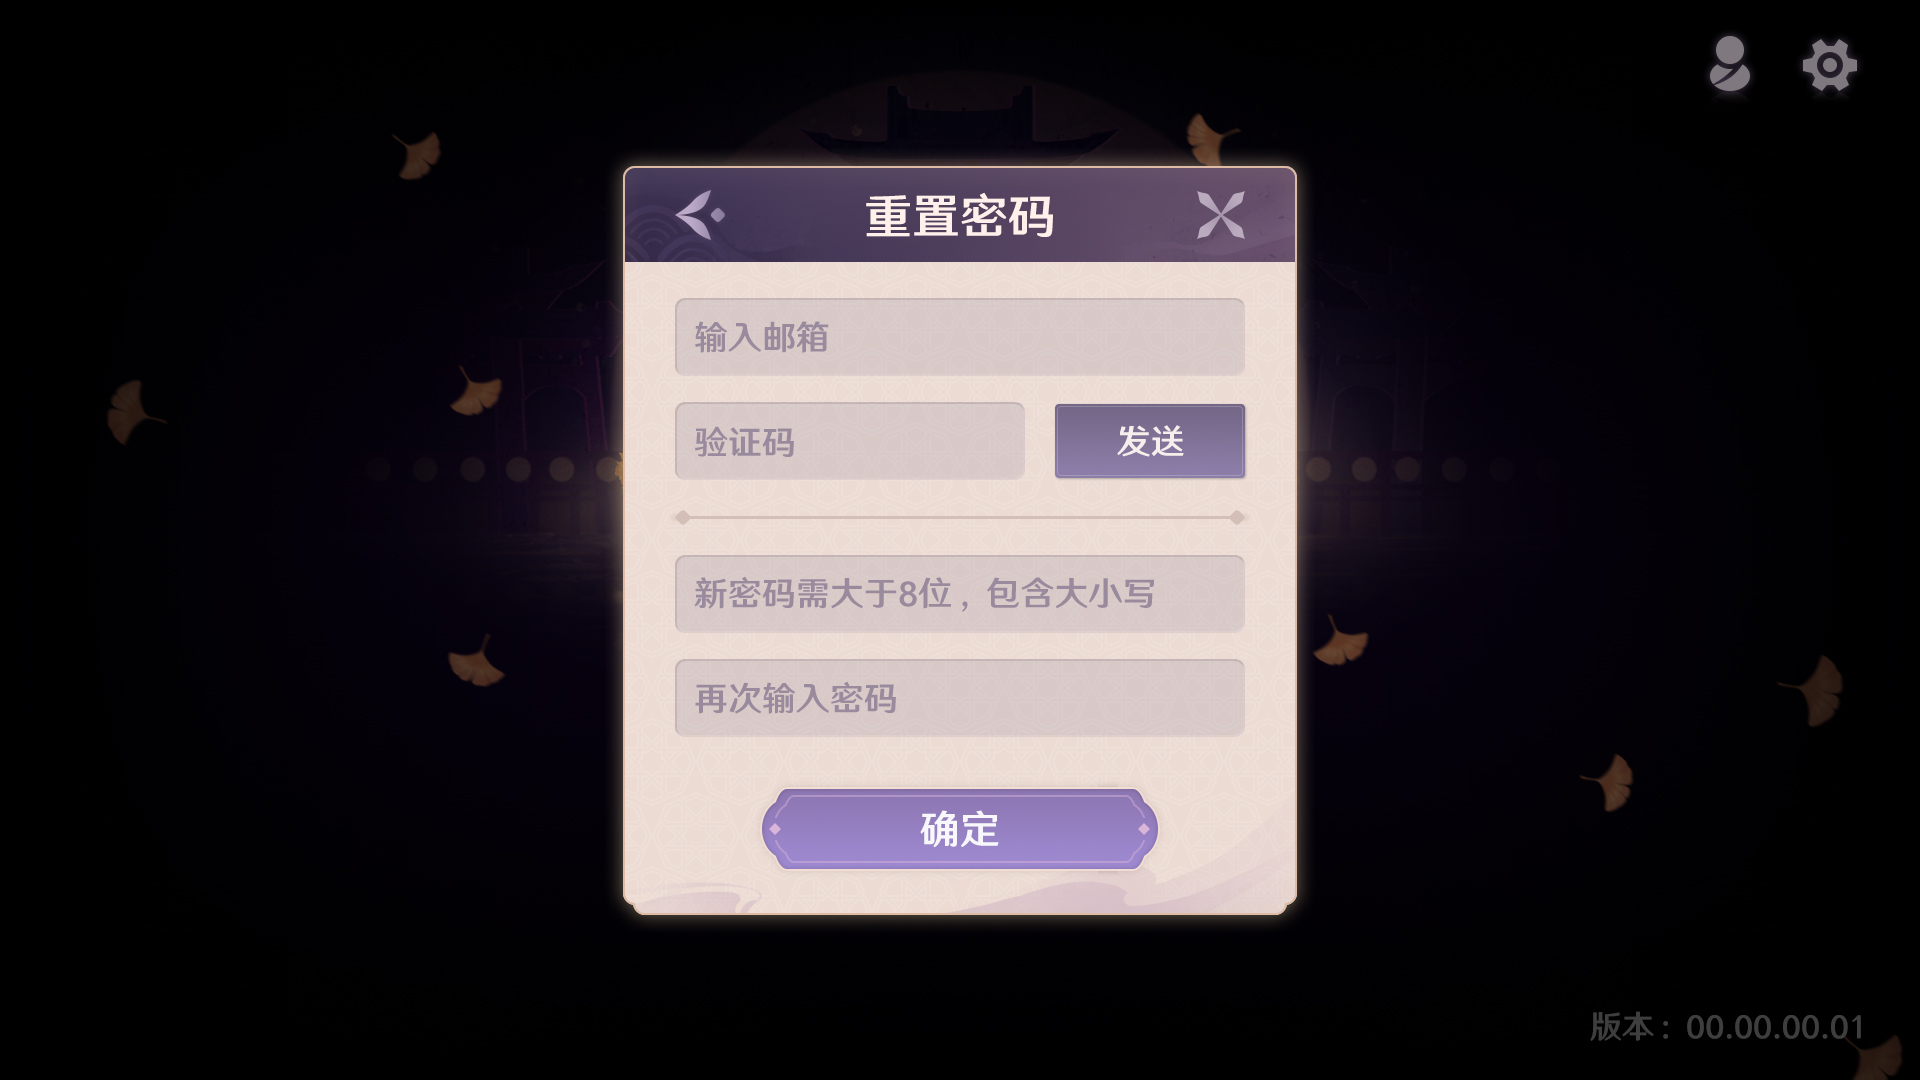 重置密码
输入邮箱
验证码
发送
新密码需大于8位，包含大小写
再次输入密码
确定
版本：00.00.00.01